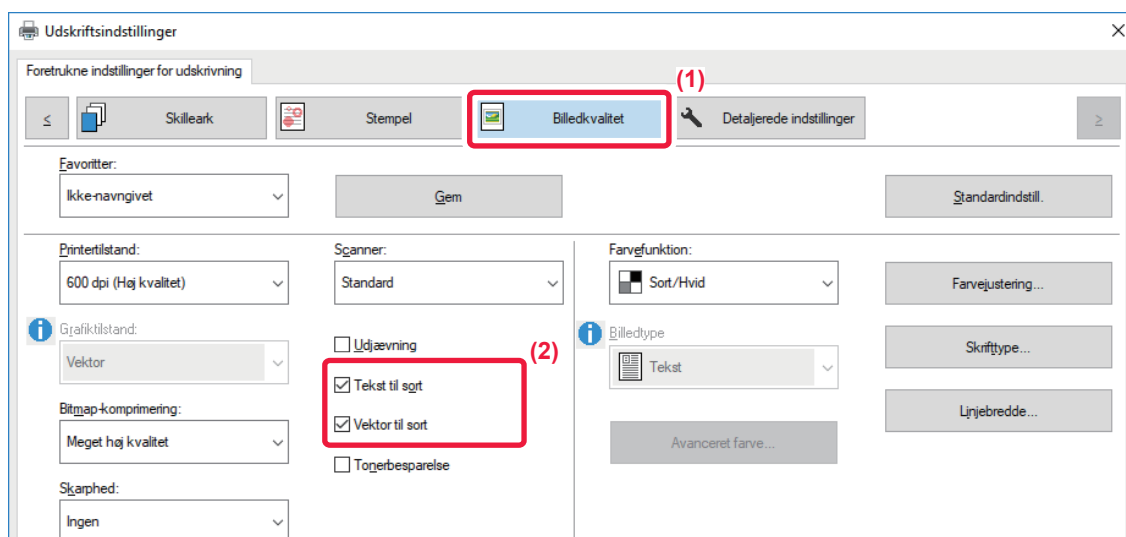 Udskriftsindstillinger
Foretrukne indstillinger for udskrivning
(1)
< Skilleark Stempel Billedkvalitet Detaljerede indstillinger >
Favoritter:
Ikke-navngivet Gem Standardindstill.
Printertilstand: Scanner: Farvefunktion:
600 dpi (Høj kvalitet) Standard Sort/Hvid Farvejustering...
Grafiktilstand: Udjævning (2) Billedtype
Vektor Tekst Skrifttype...
Tekst til sort
Bitmap-komprimering: Vektor til sort Linjebredde...
Meget høj kvalitet Avanceret farve...
Tonerbesparelse
Skarphed:
Ingen